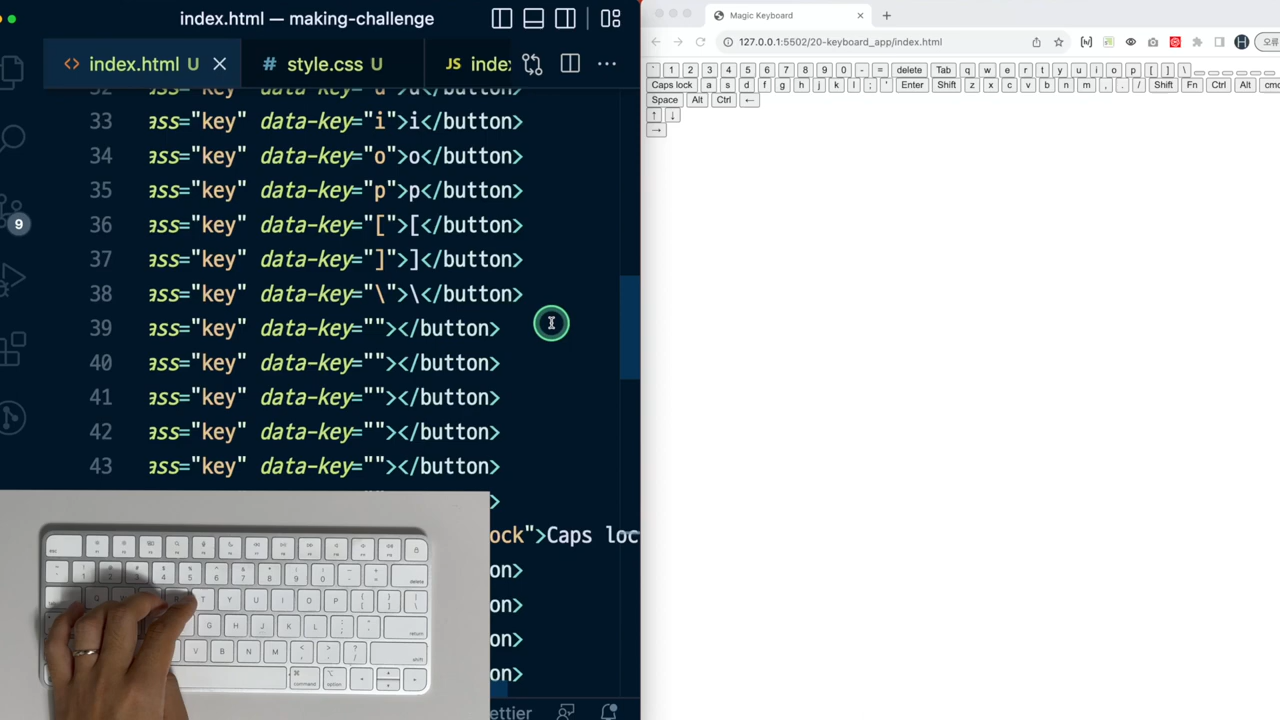 index.html — making-challenge
<> index.html U × # style.css U JS index ...
32
33 ass="key" data-key="i">i</button>
34 ass="key" data-key="o">o</button>
35 ass="key" data-key="p">p</button>
36 ass="key" data-key="[">[</button>
37 ass="key" data-key="]">]</button>
38 ass="key" data-key="\">\</button>
39 ass="key" data-key=""></button>
40 ass="key" data-key=""></button>
41 ass="key" data-key=""></button>
42 ass="key" data-key=""></button>
43 ass="key" data-key=""></button>
>
ock">Caps loc
on>
on>
on>
on>
ettier
9
Magic Keyboard
127.0.0.1:5502/20-keyboard_app/index.html
오류
` 1 2 3 4 5 6 7 8 9 0 - = delete Tab q w e r t y u i o p [ ] \
Caps lock a s d f g h j k l ; ' Enter Shift z x c v b n m , . / Shift Fn Ctrl Alt cmd
Space Alt Ctrl ←
↑ ↓
→